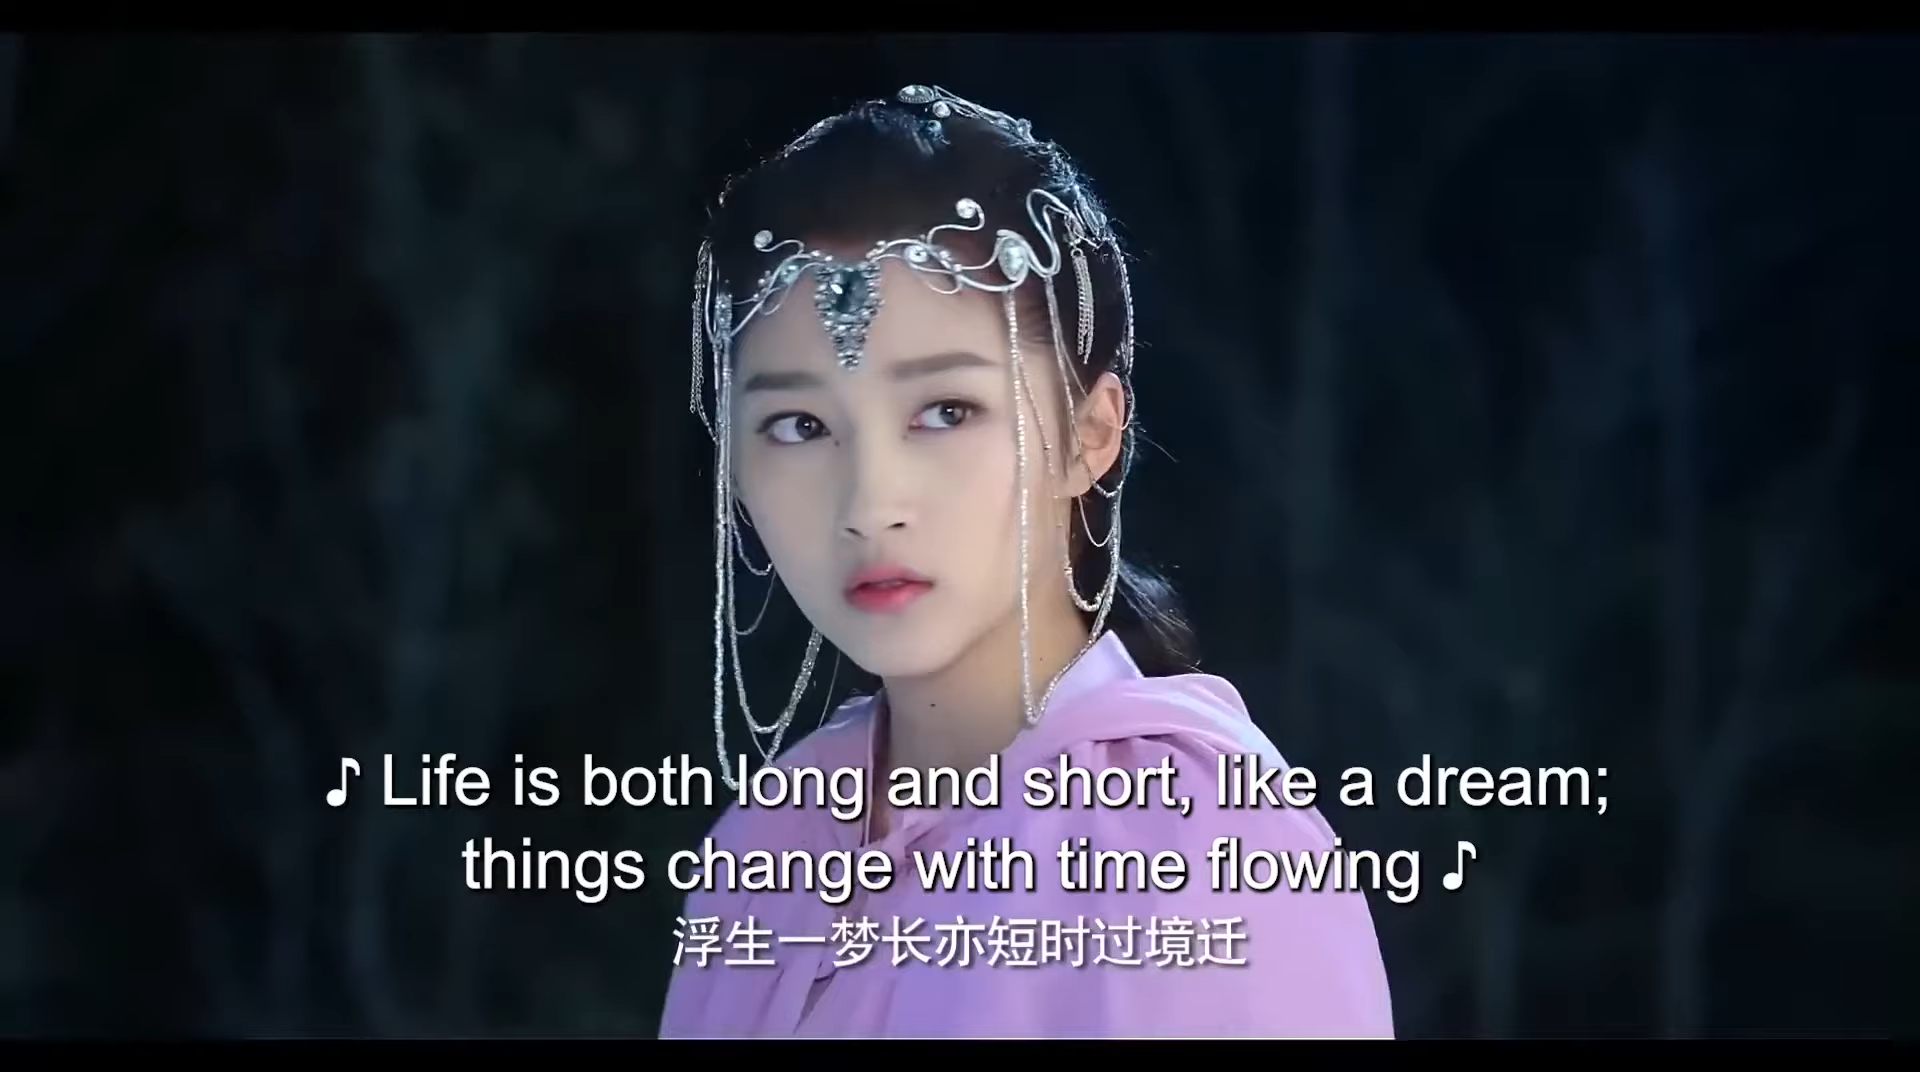 ♪ Life is both long and short, like a dream;
things change with time flowing ♪
浮生一梦长亦短时过境迁